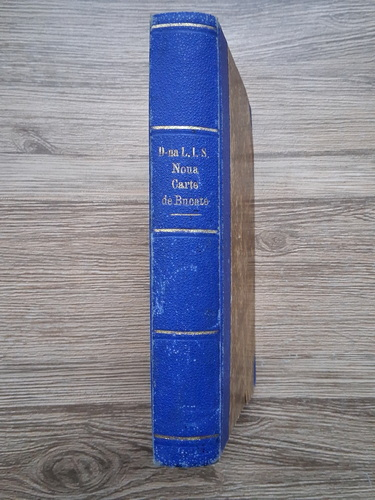 D-na L. I. S.
Noua
Carte
de Bucate